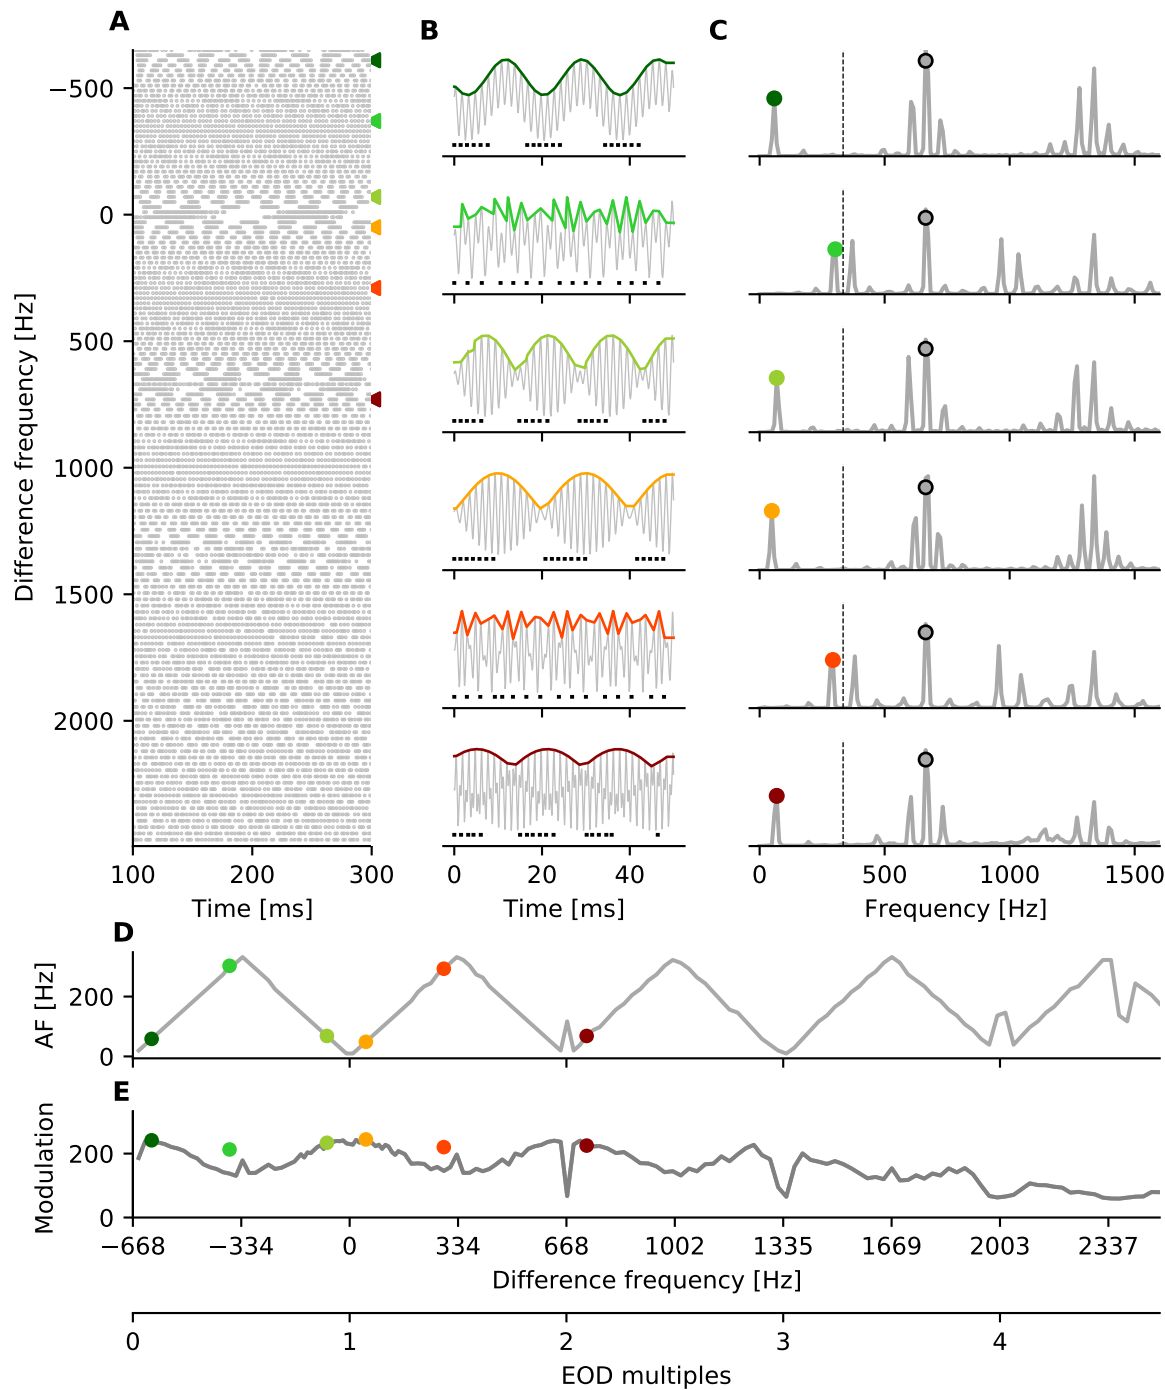 A
B
C
−500
0
500
1000
1500
2000
Difference frequency [Hz]
100
200
300
0
20
40
0
500
1000
1500
Time [ms]
Time [ms]
Frequency [Hz]
D
200
0
AF [Hz]
E
200
0
Modulation
−668
−334
0
334
668
1002
1335
1669
2003
2337
Difference frequency [Hz]
0
1
2
3
4
EOD multiples